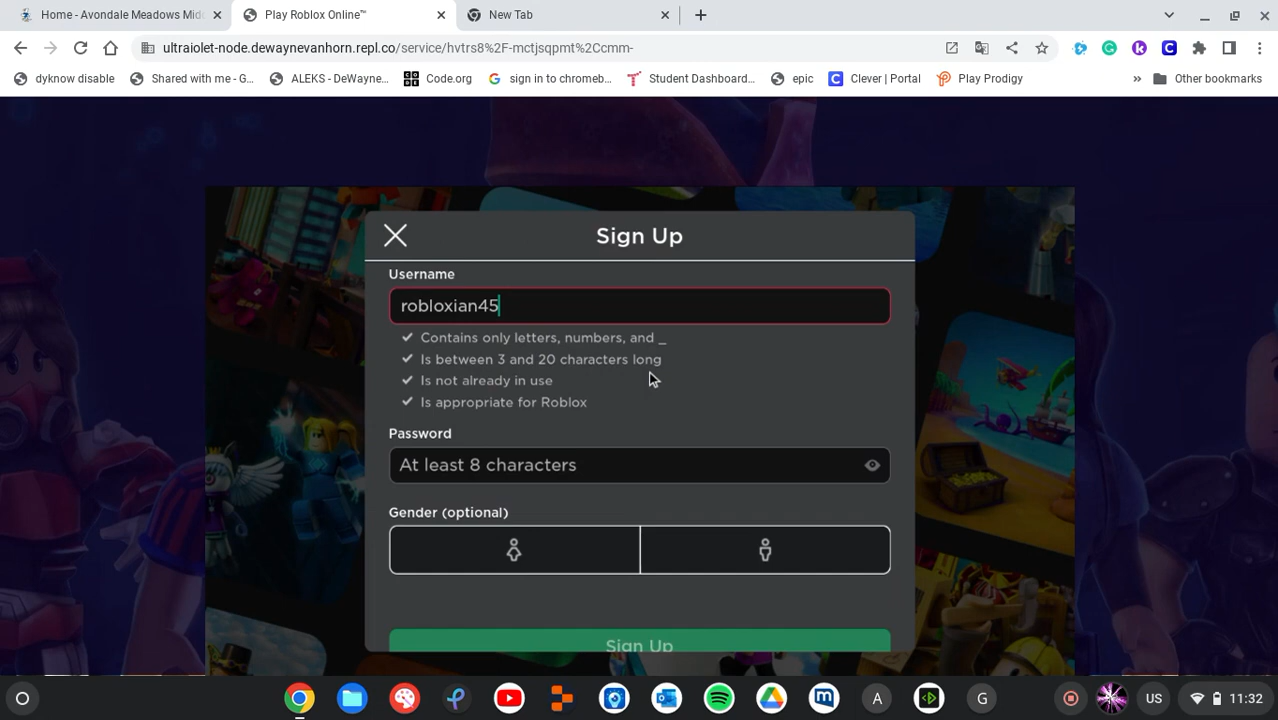 Home - Avondale Meadows Midd
Play Roblox Online™
New Tab
ultraiolet-node.dewaynevanhorn.repl.co/service/hvtrs8%2F-mctjsqpmt%2Ccmm-
dyknow disable
Shared with me - G...
ALEKS - DeWayne...
Code.org
sign in to chromeb...
Student Dashboard...
epic
Clever | Portal
Play Prodigy
»
Other bookmarks
Sign Up
Username
robloxian45
Contains only letters, numbers, and _
Is between 3 and 20 characters long
Is not already in use
Is appropriate for Roblox
Password
At least 8 characters
Gender (optional)
Sign Up
A
G
US
11:32